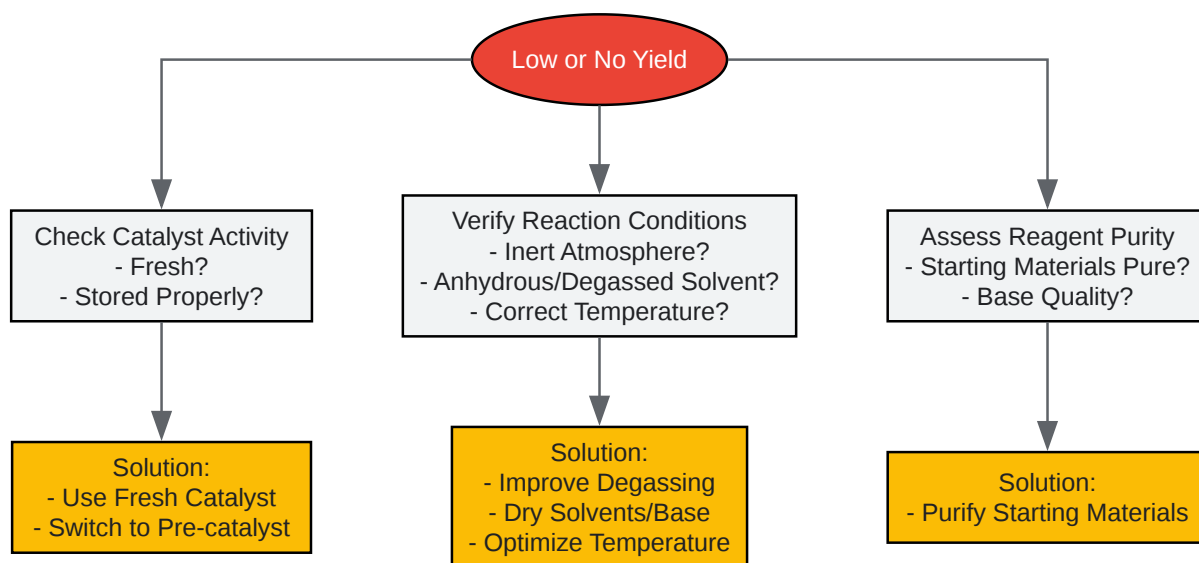 Low or No Yield
Check Catalyst Activity
- Fresh?
- Stored Properly?
Verify Reaction Conditions
- Inert Atmosphere?
- Anhydrous/Degassed Solvent?
- Correct Temperature?
Assess Reagent Purity
- Starting Materials Pure?
- Base Quality?
Solution:
- Use Fresh Catalyst
- Switch to Pre-catalyst
Solution:
- Improve Degassing
- Dry Solvents/Base
- Optimize Temperature
Solution:
- Purify Starting Materials